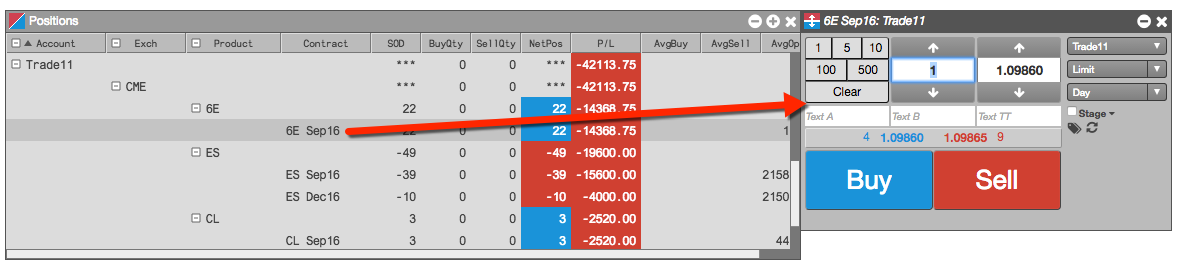 Positions
Account Exch Product Contract SOD BuyQty SellQty NetPos P/L AvgBuy AvgSell AvgOp
Trade11 *** 0 0 *** -42113.75
CME *** 0 0 *** -42113.75
6E 22 0 0 22 -14368.75
6E Sep16 22 0 0 22 -14368.75 1
ES -49 0 0 -49 -19600.00
ES Sep16 -39 0 0 -39 -15600.00 2158
ES Dec16 -10 0 0 -10 -4000.00 2150
CL 3 0 0 3 -2520.00
CL Sep16 3 0 0 3 -2520.00 44
6E Sep16: Trade11
1 5 10
100 500
Clear
1
1.09860
Trade11
Limit
Day
Text A Text B Text TT
Stage
4 1.09860 1.09865 9
Buy Sell